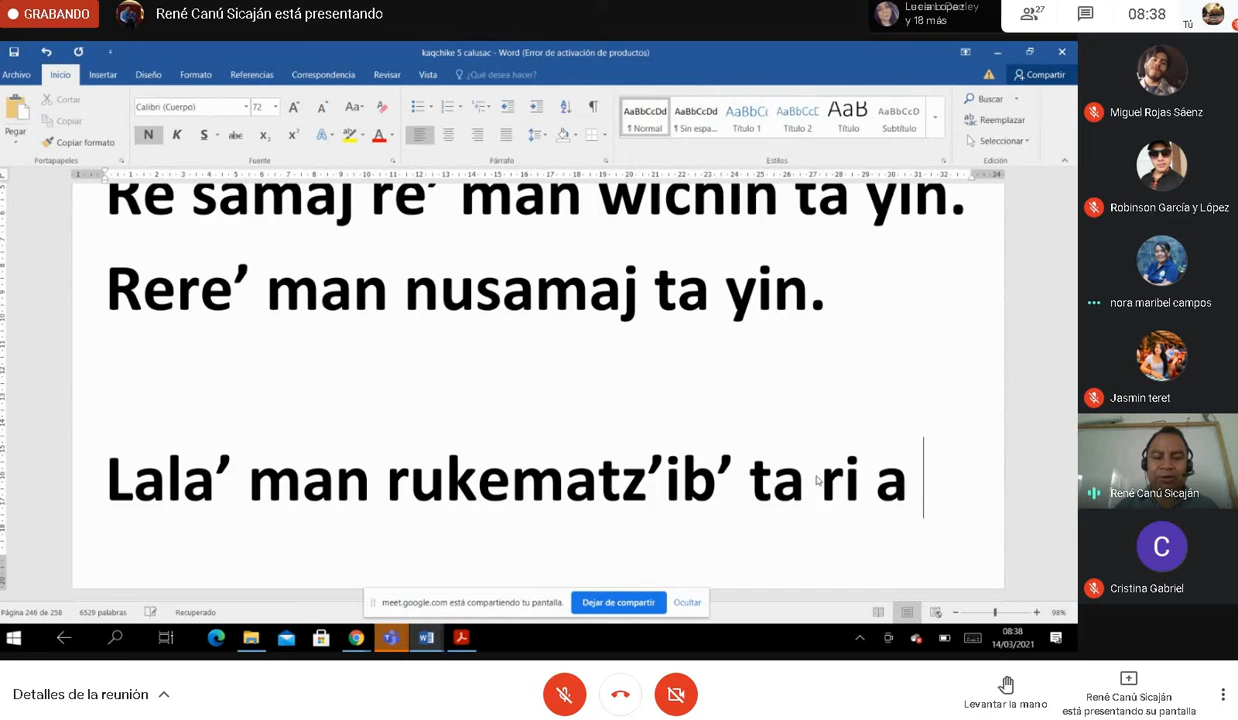 GRABANDO
René Canú Sicaján está presentando
y 18 más
27
08:38
Tú
kaqchike 5 calusac - Word (Error de activación de productos)
Archivo Inicio Insertar Diseño Formato Referencias Correspondencia Revisar Vista ¿Qué desea hacer? Compartir
Pegar
Cortar
Copiar
Copiar formato
Portapapeles
Calibri (Cuerpo) 72
N K S abc
Fuente
Párrafo
AaBbCcDd AaBbCcDd AaBbCc AaBbCcD AaB AaBbCcD
¶ Normal ¶ Sin espa... Título 1 Título 2 Título Subtítulo
Estilos
Buscar
Reemplazar
Seleccionar
Edición
Re samaj re’ man wichin ta yin.
Rere’ man nusamaj ta yin.
Lala’ man rukematz’ib’ ta ri a
meet.google.com está compartiendo tu pantalla. Dejar de compartir Ocultar
Página 246 de 258 6529 palabras Recuperado 98%
08:38
14/03/2021
Miguel Rojas Sáenz
Robinson García y López
nora maribel campos
Jasmin teret
René Canú Sicaján
C
Cristina Gabriel
Detalles de la reunión
Levantar la mano
René Canú Sicaján
está presentando su pantalla